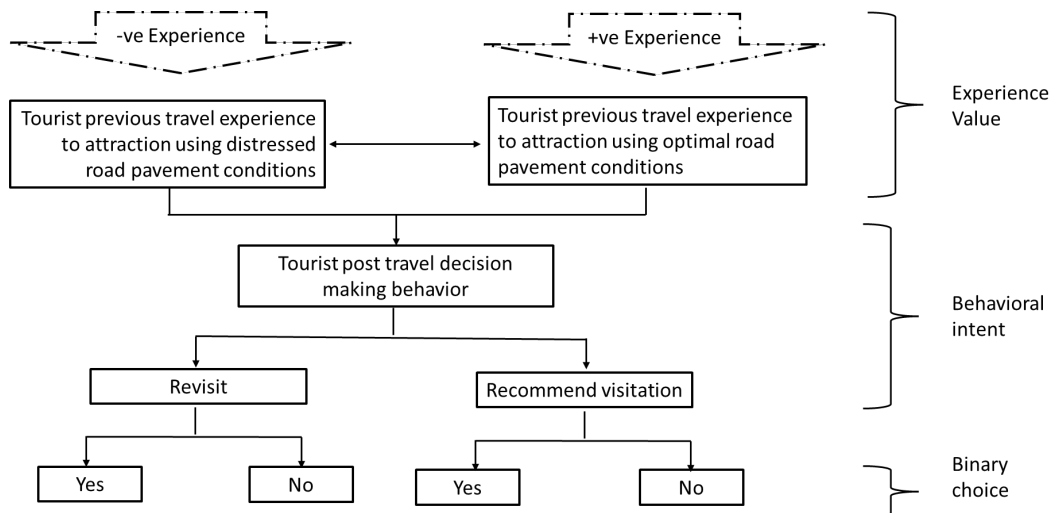 -ve Experience
+ve Experience
Experience
Value
Tourist previous travel experience
to attraction using distressed
road pavement conditions
Tourist previous travel experience
to attraction using optimal road
pavement conditions
Tourist post travel decision
making behavior
Behavioral
intent
Revisit
Recommend visitation
Yes
No
Yes
No
Binary
choice